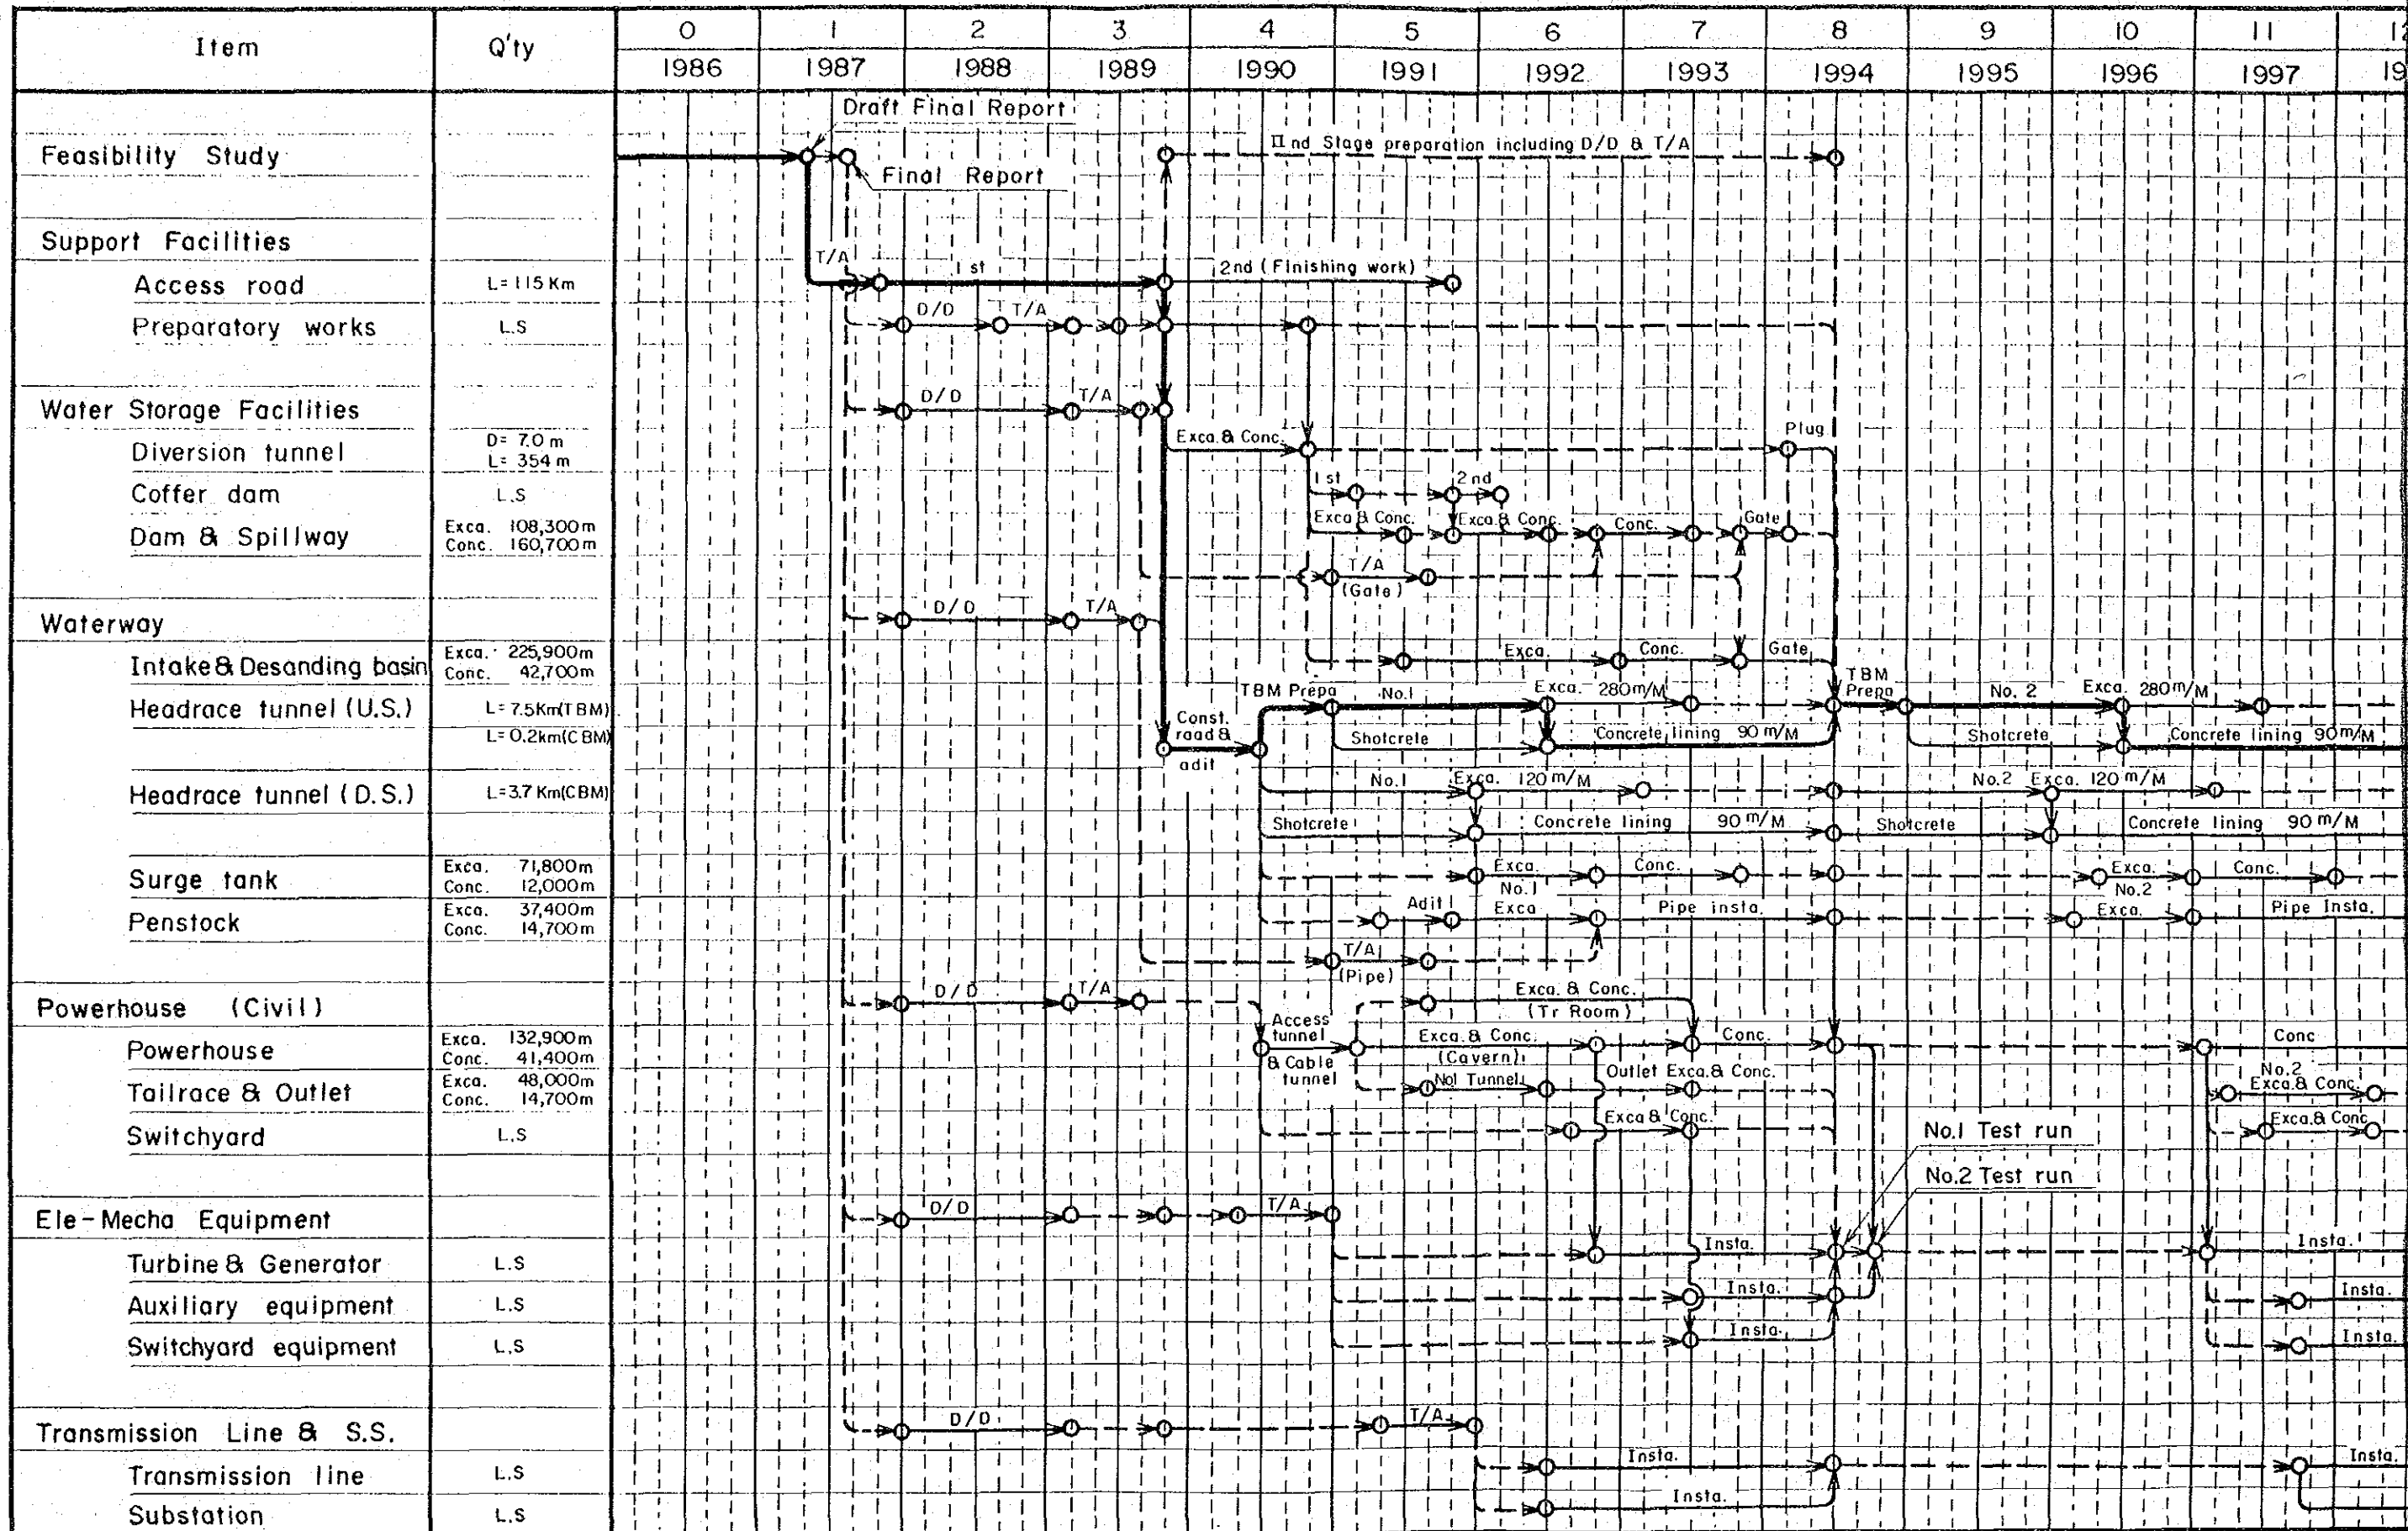 Item Q'ty 0 1 2 3 4 5 6 7 8 9 10 11
1986 1987 1988 1989 1990 1991 1992 1993 1994 1995 1996 1997
Draft Final Report
Feasibility Study
IInd Stage preparation including D/D & T/A
Final Report
Support Facilities
T/A 1st 2nd (Finishing work)
Access road L=115 Km
D/D T/A
Preparatory works L.S
Water Storage Facilities
D/D T/A
Diversion tunnel D= 7.0 m
L= 354 m
Exca. & Conc. Plug
Coffer dam L.S
1st 2nd
Dam & Spillway Exca. 108,300m
Conc. 160,700m
Exca & Conc. Exca. & Conc. Conc. Gate
T/A
(Gate)
Waterway
D/D T/A
Intake & Desanding basin Exca. 225,900m
Conc. 42,700m
Exca. Conc. Gate
Headrace tunnel (U.S.) L=7.5Km(TBM)
L=0.2km(CBM)
TBM Prepa No.1 Exca. 280m/M TBM
Prepa No. 2 Exca. 280m/M
Const.
road &
adit
Shotcrete Concrete lining 90 m/M Shotcrete Concrete lining 90m/M
Headrace tunnel (D.S.) L=3.7 Km(CBM)
No.1 Exca. 120 m/M No.2 Exca. 120 m/M
Shotcrete Concrete lining 90 m/M Shotcrete Concrete lining 90 m/M
Surge tank Exca. 71,800m
Conc. 12,000m
Exca. Conc. Exca. Conc.
No.1 No.2
Penstock Exca. 37,400m
Conc. 14,700m
Adit Exca Pipe insta. Exca. Pipe Insta.
T/A
(Pipe)
Powerhouse (Civil)
D/D T/A
Exca. & Conc.
(Tr Room)
Powerhouse Exca. 132,900m
Conc. 41,400m
Access
tunnel
& Cable
tunnel
Exca. & Conc.
(Cavern)
Conc. Conc
Tailrace & Outlet Exca. 48,000m
Conc. 14,700m
No1 Tunnel Outlet Exca. & Conc. No.2
Exca. & Conc.
Switchyard L.S
Exca & Conc. Exca. & Conc
No.1 Test run
No.2 Test run
Ele-Mecha Equipment
D/D T/A
Turbine & Generator L.S
Insta. Insta.
Auxiliary equipment L.S
Insta. Insta.
Switchyard equipment L.S
Insta. Insta.
Transmission Line & S.S.
D/D T/A
Transmission line L.S
Insta. Insta.
Substation L.S
Insta.